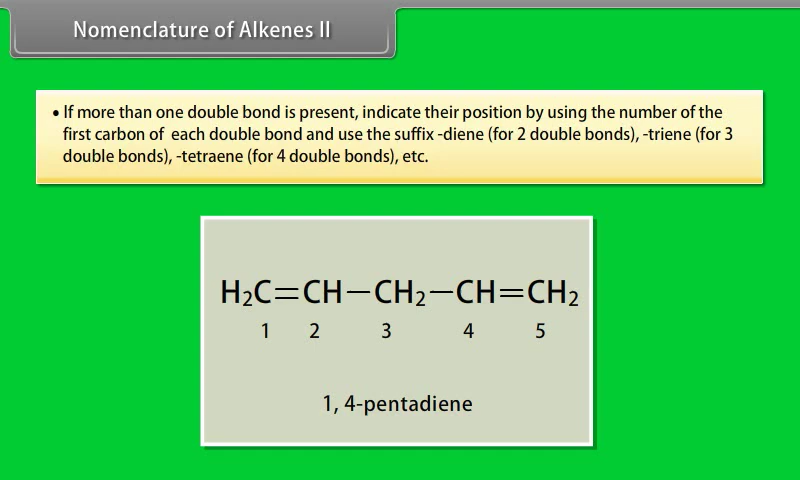 Nomenclature of Alkenes II
• If more than one double bond is present, indicate their position by using the number of the
first carbon of each double bond and use the suffix -diene (for 2 double bonds), -triene (for 3
double bonds), -tetraene (for 4 double bonds), etc.
H₂C=CH—CH₂—CH=CH₂
1 2 3 4 5
1, 4-pentadiene